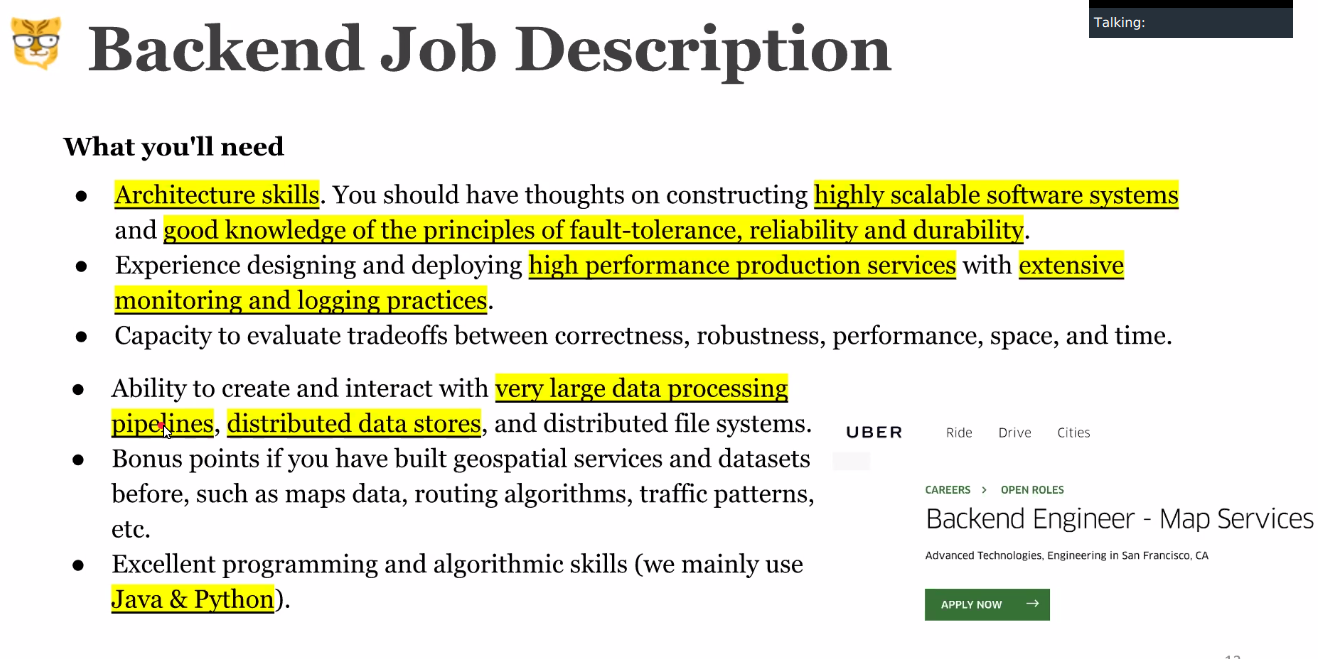 Talking:
Backend Job Description
What you'll need
● Architecture skills. You should have thoughts on constructing highly scalable software systems
and good knowledge of the principles of fault-tolerance, reliability and durability.
● Experience designing and deploying high performance production services with extensive
monitoring and logging practices.
● Capacity to evaluate tradeoffs between correctness, robustness, performance, space, and time.
● Ability to create and interact with very large data processing
pipelines, distributed data stores, and distributed file systems.
● Bonus points if you have built geospatial services and datasets
before, such as maps data, routing algorithms, traffic patterns,
etc.
● Excellent programming and algorithmic skills (we mainly use
Java & Python).
UBER Ride Drive Cities
CAREERS > OPEN ROLES
Backend Engineer - Map Services
Advanced Technologies, Engineering in San Francisco, CA
APPLY NOW →